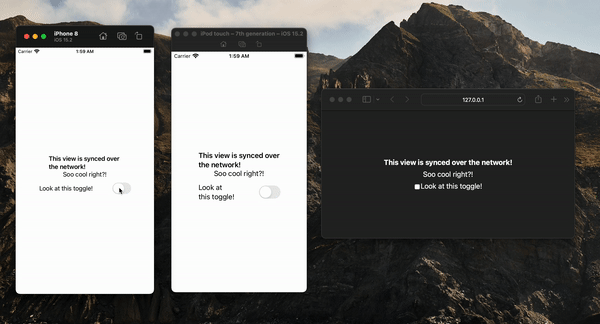 iPhone 8
iOS 15.2
Carrier
1:59 AM
This view is synced over
the network!
Soo cool right?!
Look at this toggle!
iPod touch – 7th generation – iOS 15.2
Carrier
1:59 AM
This view is synced over
the network!
Soo cool right?!
Look at
this toggle!
127.0.0.1
This view is synced over the network!
Soo cool right?!
Look at this toggle!